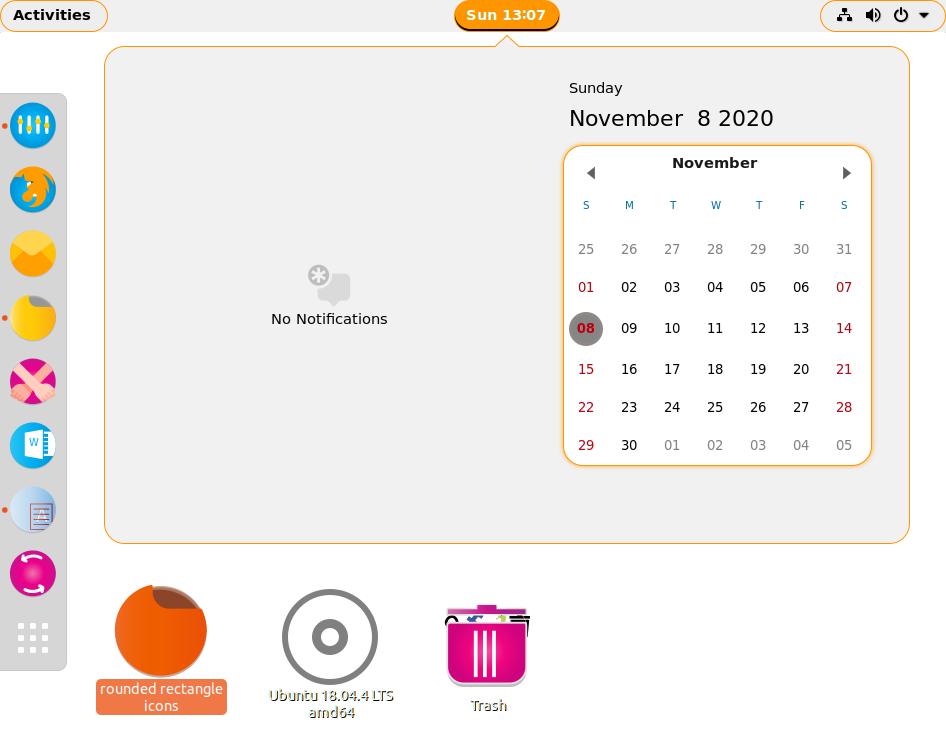 Activities
Sun 13:07
Sunday
November 8 2020
November
S M T W T F S
25 26 27 28 29 30 31
01 02 03 04 05 06 07
08 09 10 11 12 13 14
15 16 17 18 19 20 21
22 23 24 25 26 27 28
29 30 01 02 03 04 05
No Notifications
W
A
rounded rectangle
icons
Ubuntu 18.04.4 LTS
amd64
Trash